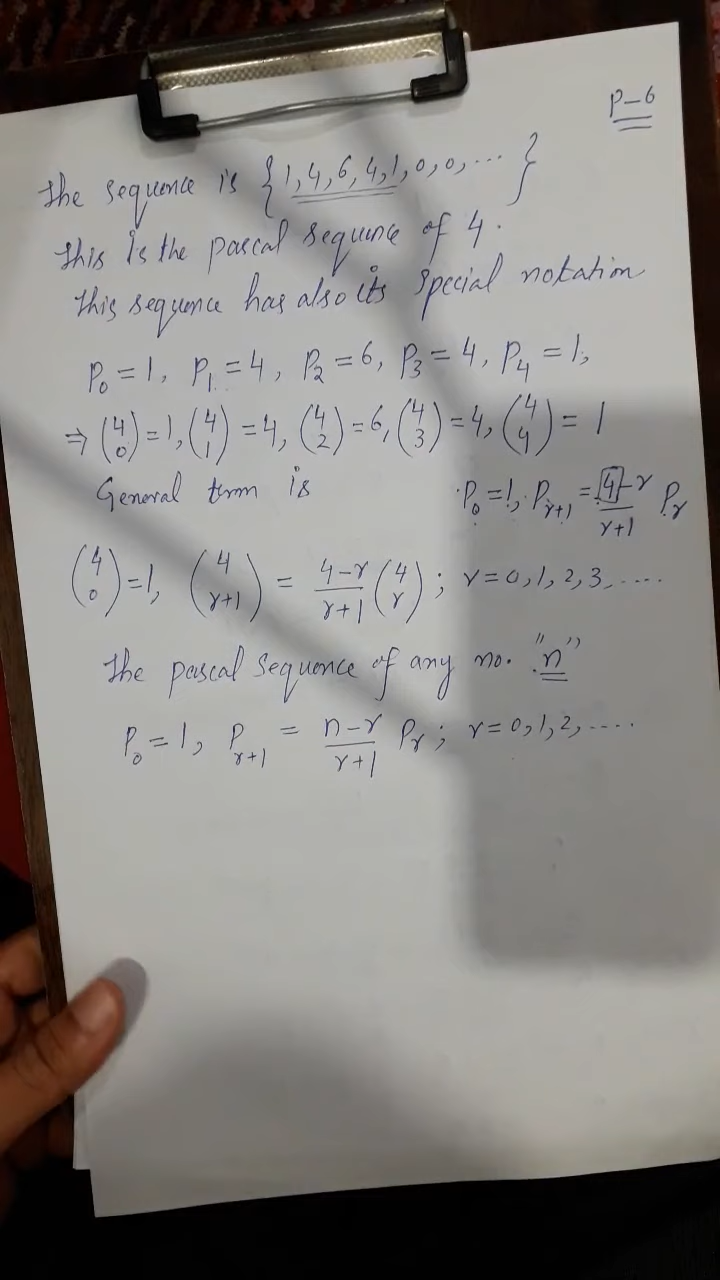 P-6
The sequence is {1,4,6,4,1,0,0,...}
This is the pascal sequence of 4.
This sequence has also its special notation
P₀ = 1, P₁ = 4, P₂ = 6, P₃ = 4, P₄ = 1,
⇒ (4 0) = 1, (4 1) = 4, (4 2) = 6, (4 3) = 4, (4 4) = 1
General term is P₀ = 1, Pᵣ₊₁ = 4-r/r+1 Pᵣ
(4 0) = 1, (4 r+1) = 4-r/r+1 (4 r) ; r = 0,1,2,3,....
The pascal sequence of any no. "n"
P₀ = 1, Pᵣ₊₁ = n-r/r+1 Pᵣ ; r = 0,1,2,....